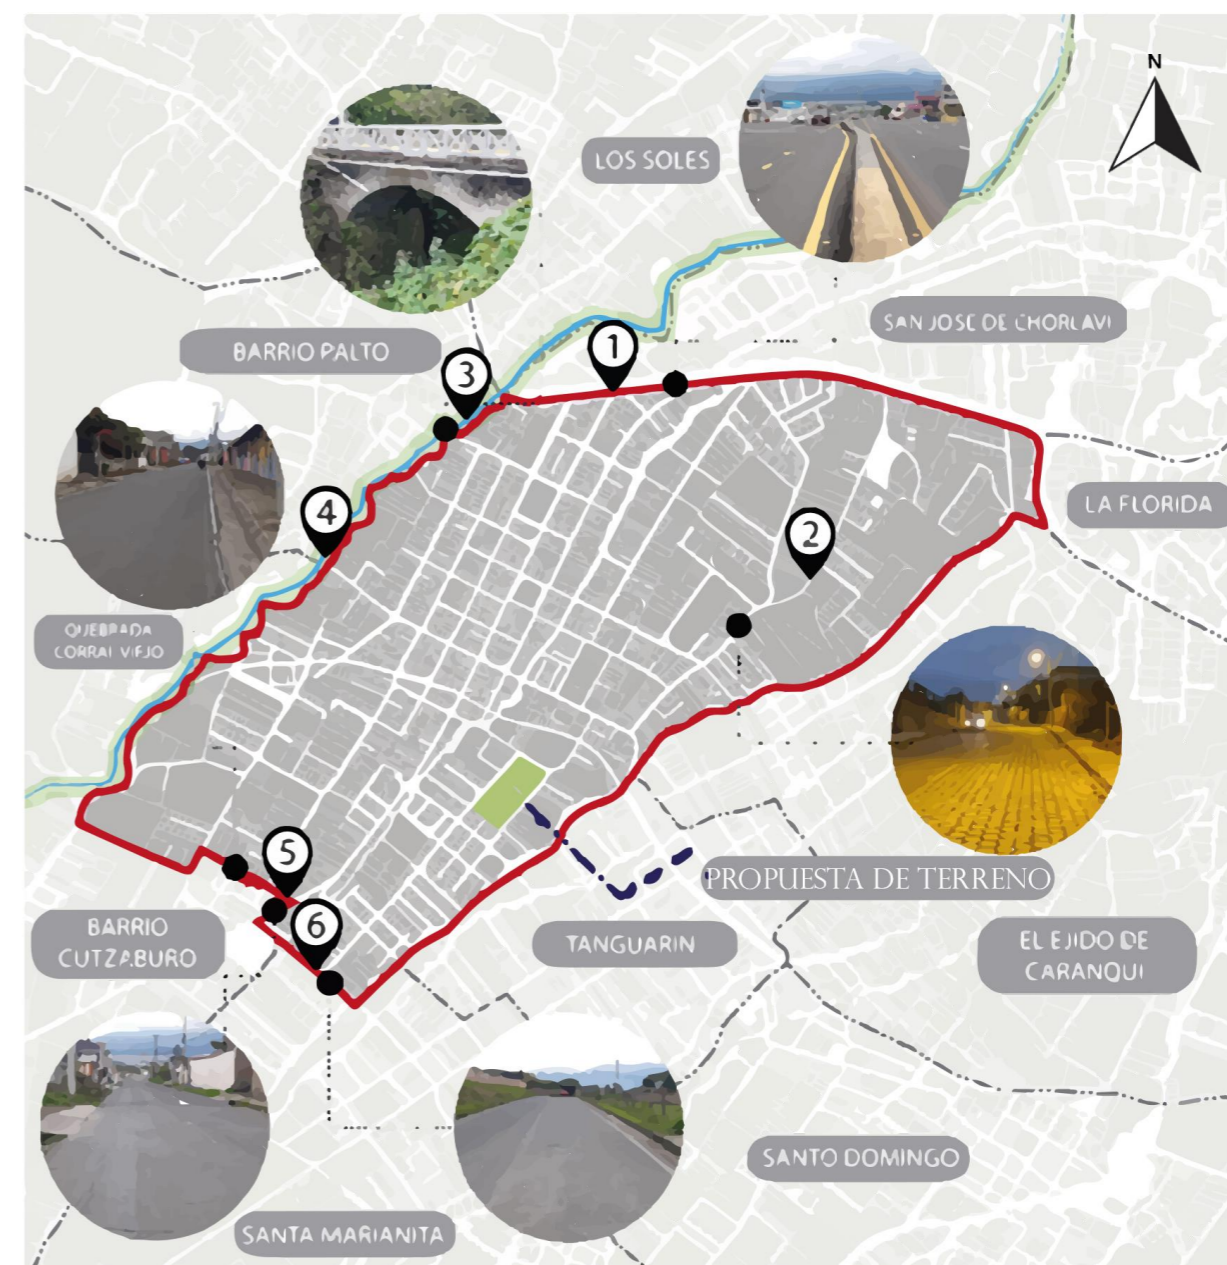 N
LOS SOLES
SAN JOSE DE CHORLAVI
BARRIO PALTO
1
3
LA FLORIDA
4
2
QUEBRADA
CORRAL VIEJO
5
PROPUESTA DE TERRENO
6
BARRIO
CUTZABURO
TANGUARIN
EL EJIDO DE
CARANQUI
SANTO DOMINGO
SANTA MARIANITA